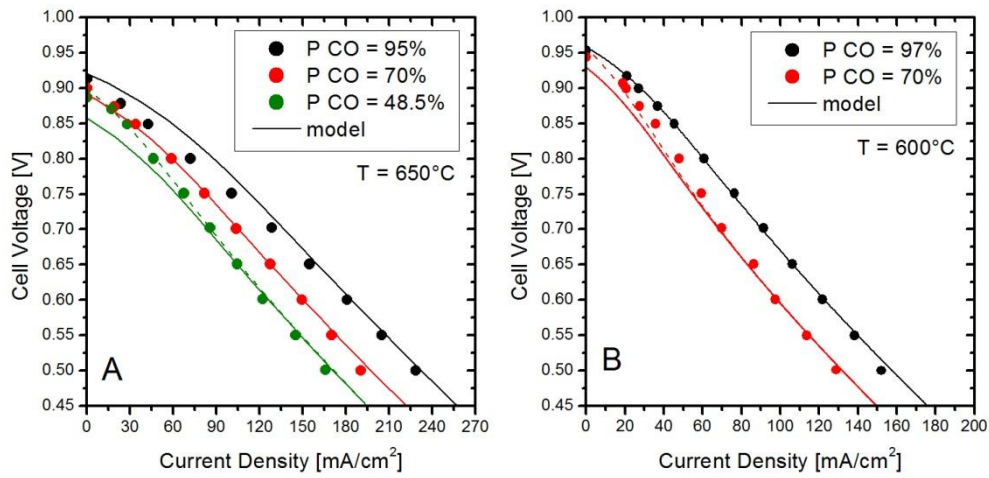 1.00
0.95
0.90
0.85
0.80
0.75
0.70
0.65
0.60
0.55
0.50
0.45
Cell Voltage [V]
P CO = 95%
P CO = 70%
P CO = 48.5%
model
T = 650°C
A
0 30 60 90 120 150 180 210 240 270
Current Density [mA/cm²]
1.00
0.95
0.90
0.85
0.80
0.75
0.70
0.65
0.60
0.55
0.50
0.45
Cell Voltage [V]
P CO = 97%
P CO = 70%
model
T = 600°C
B
0 20 40 60 80 100 120 140 160 180 200
Current Density [mA/cm²]